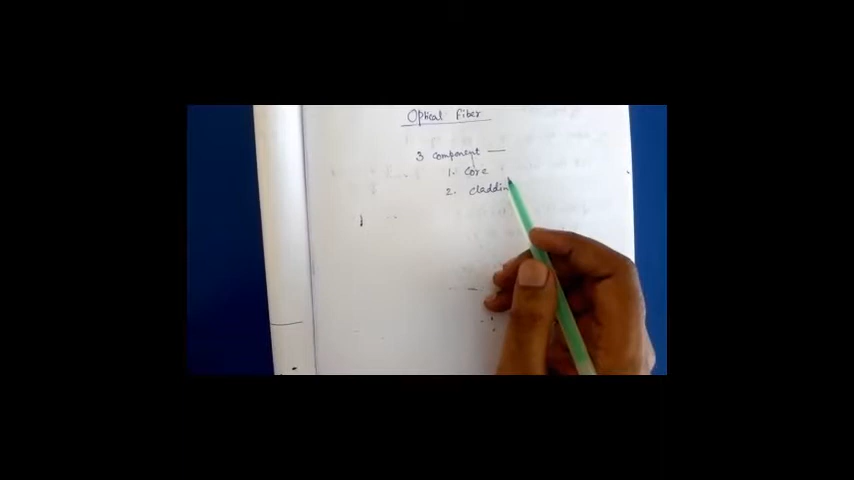 Optical Fiber
3 component —
1. Core
2. claddin